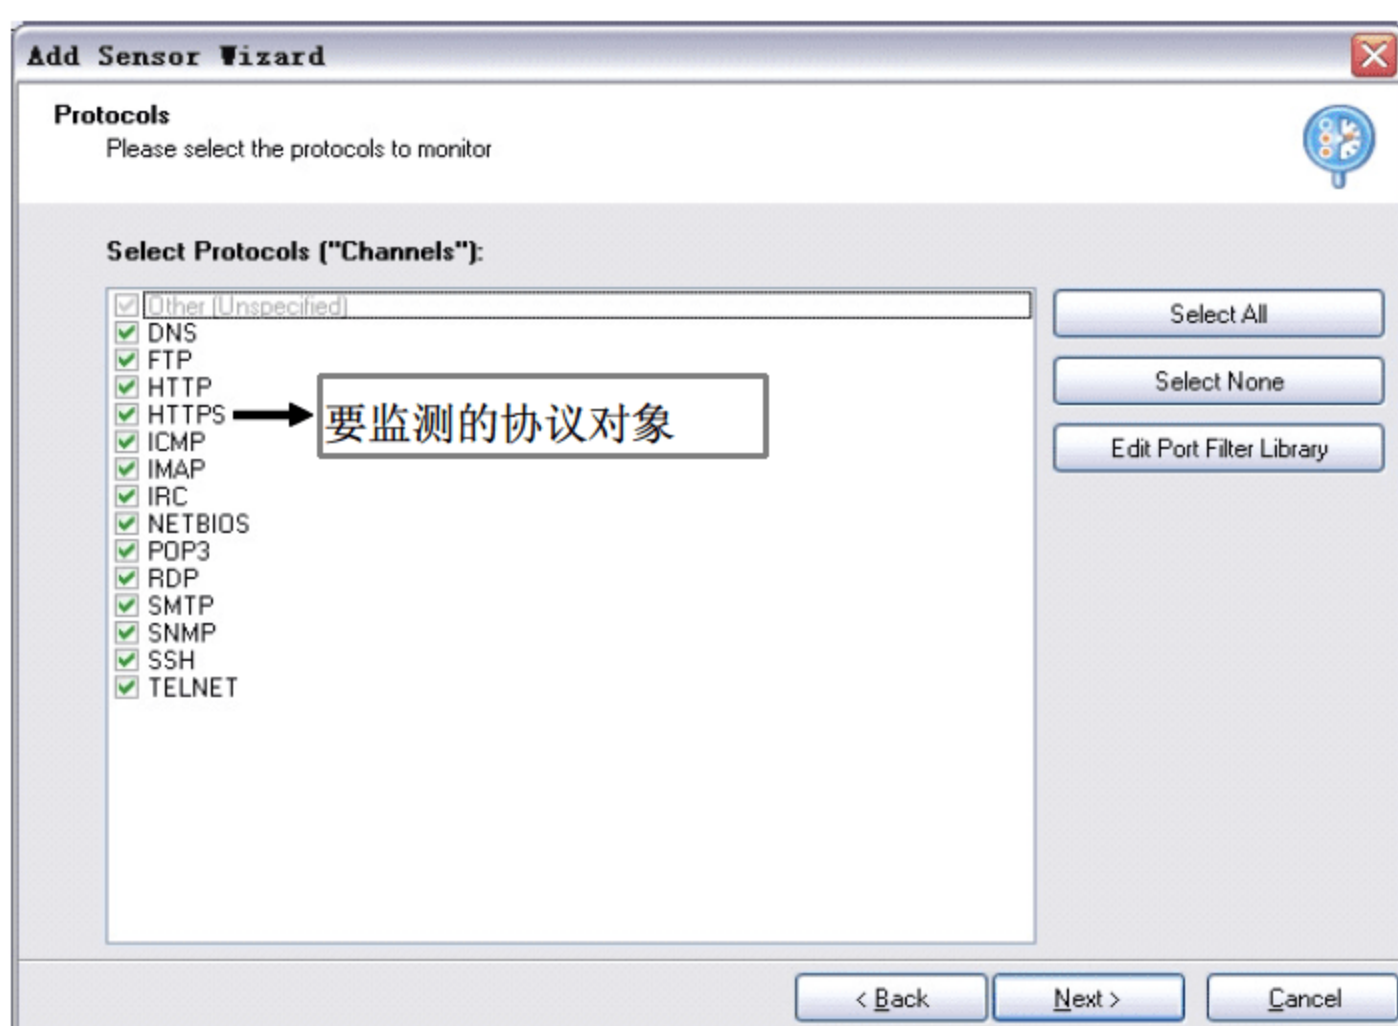 Add Sensor Wizard
Protocols
Please select the protocols to monitor
Select Protocols ("Channels"):
Other (Unspecified)
DNS
FTP
HTTP
HTTPS
要监测的协议对象
ICMP
IMAP
IRC
NETBIOS
POP3
RDP
SMTP
SNMP
SSH
TELNET
Select All
Select None
Edit Port Filter Library
< Back
Next >
Cancel